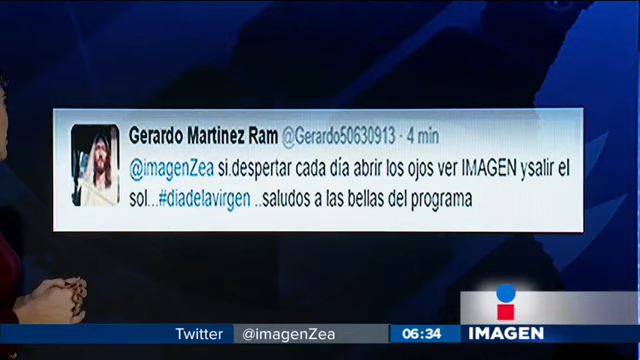 Gerardo Martinez Ram @Gerardo50630913 · 4 min
@imagenZea si.despertar cada día abrir los ojos ver IMAGEN ysalir el
sol...#diadelavirgen ..saludos a las bellas del programa
Twitter @imagenZea 06:34 IMAGEN